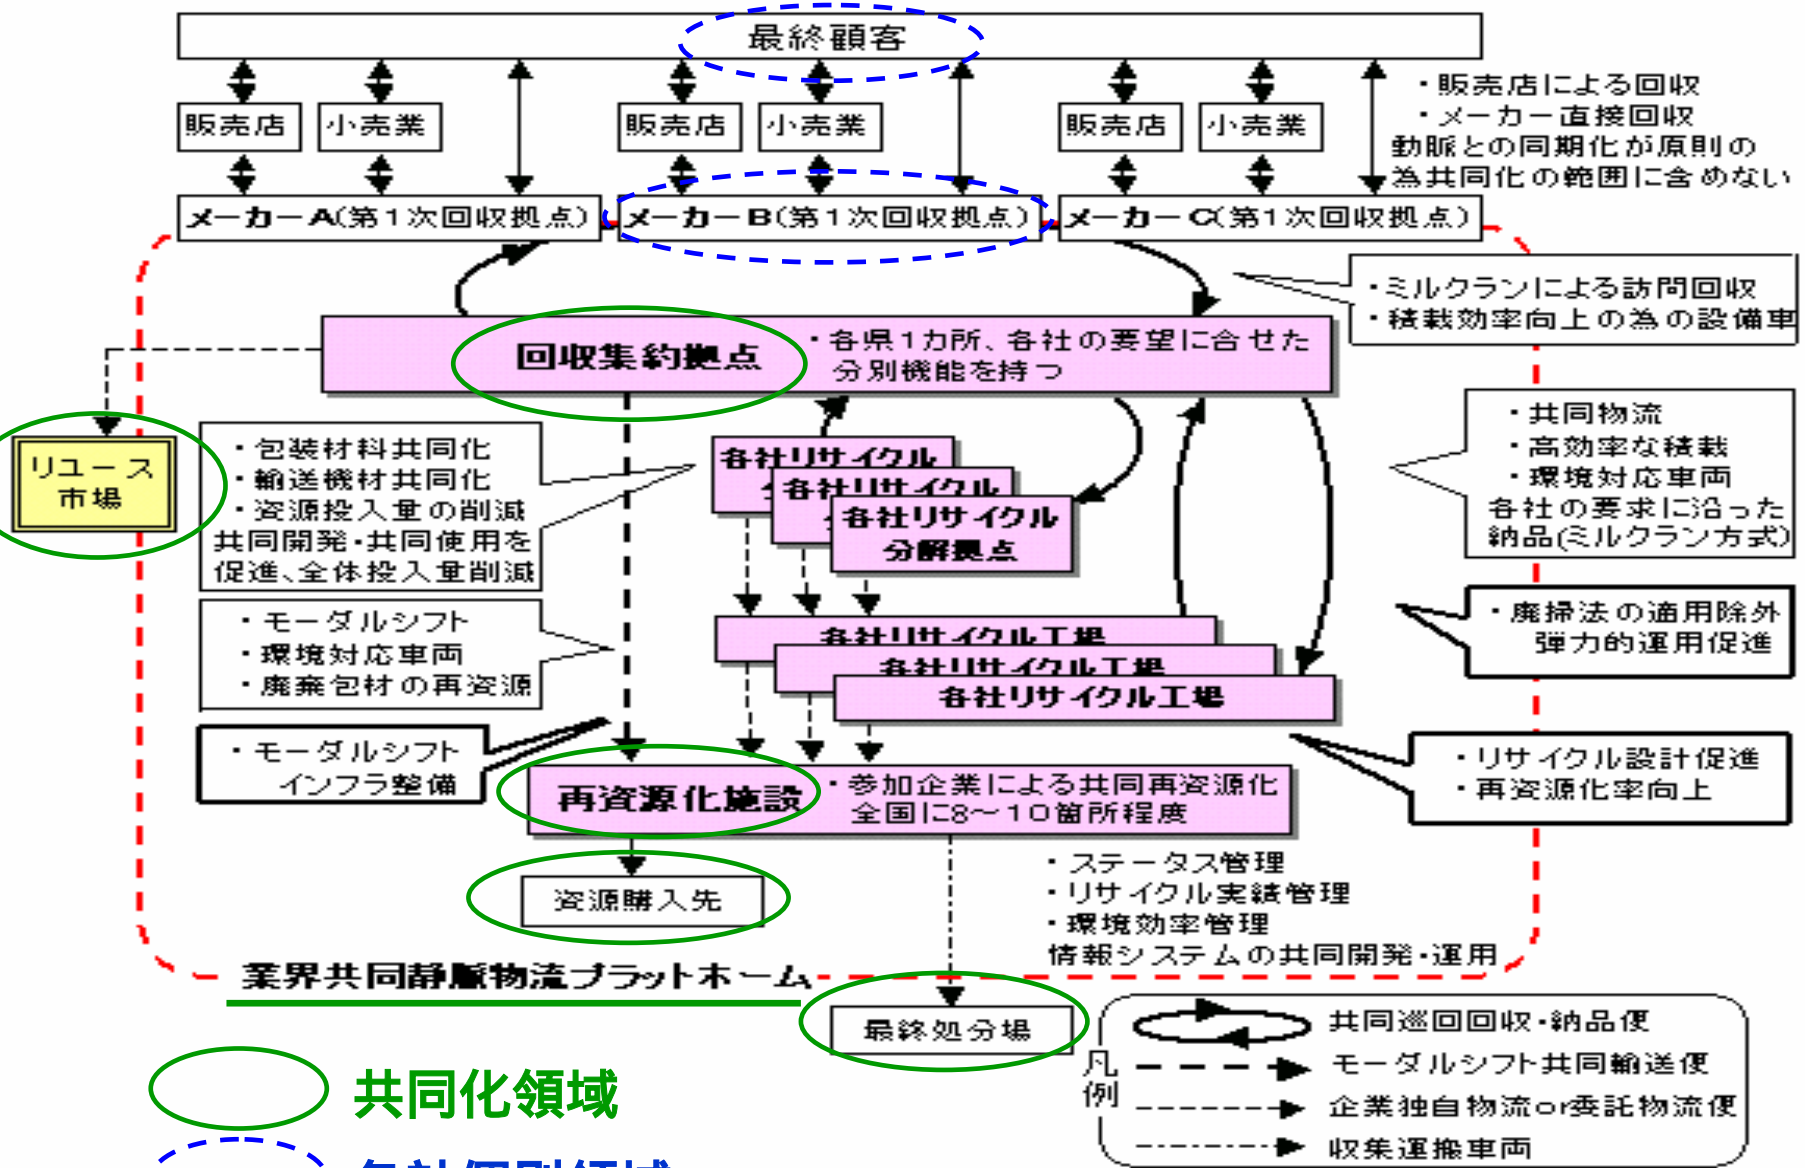 最終顧客
販売店
小売業
販売店
小売業
販売店
小売業
・販売店による回収
・メーカー直接回収
動脈との同期化が原則の
為共同化の範囲に含めない
メーカーA(第1次回収拠点)
メーカーB(第1次回収拠点)
メーカーC(第1次回収拠点)
・ミルクランによる訪問回収
・積載効率向上の為の設備車
回収集約拠点
・各県1カ所、各社の要望に合せた
分別機能を持つ
リユース
市場
・包装材料共同化
・輸送機材共同化
・資源投入量の削減
共同開発・共同使用を
促進、全体投入量削減
各社リサイクル
各社リサイクル
各社リサイクル
分解拠点
・共同物流
・高効率な積載
・環境対応車両
各社の要求に沿った
納品(ミルクラン方式)
・モーダルシフト
・環境対応車両
・廃棄包材の再資源
・廃掃法の適用除外
弾力的運用促進
各社リサイクル工場
各社リサイクル工場
各社リサイクル工場
・モーダルシフト
インフラ整備
・リサイクル設計促進
・再資源化率向上
再資源化施設
・参加企業による共同再資源化
全国に8〜10箇所程度
資源購入先
・ステータス管理
・リサイクル実績管理
・環境効率管理
情報システムの共同開発・運用
業界共同静脈物流プラットホーム
最終処分場
共同化領域
凡例
共同巡回回収・納品便
モーダルシフト共同輸送便
企業独自物流or委託物流便
収集運搬車両
各社個別領域